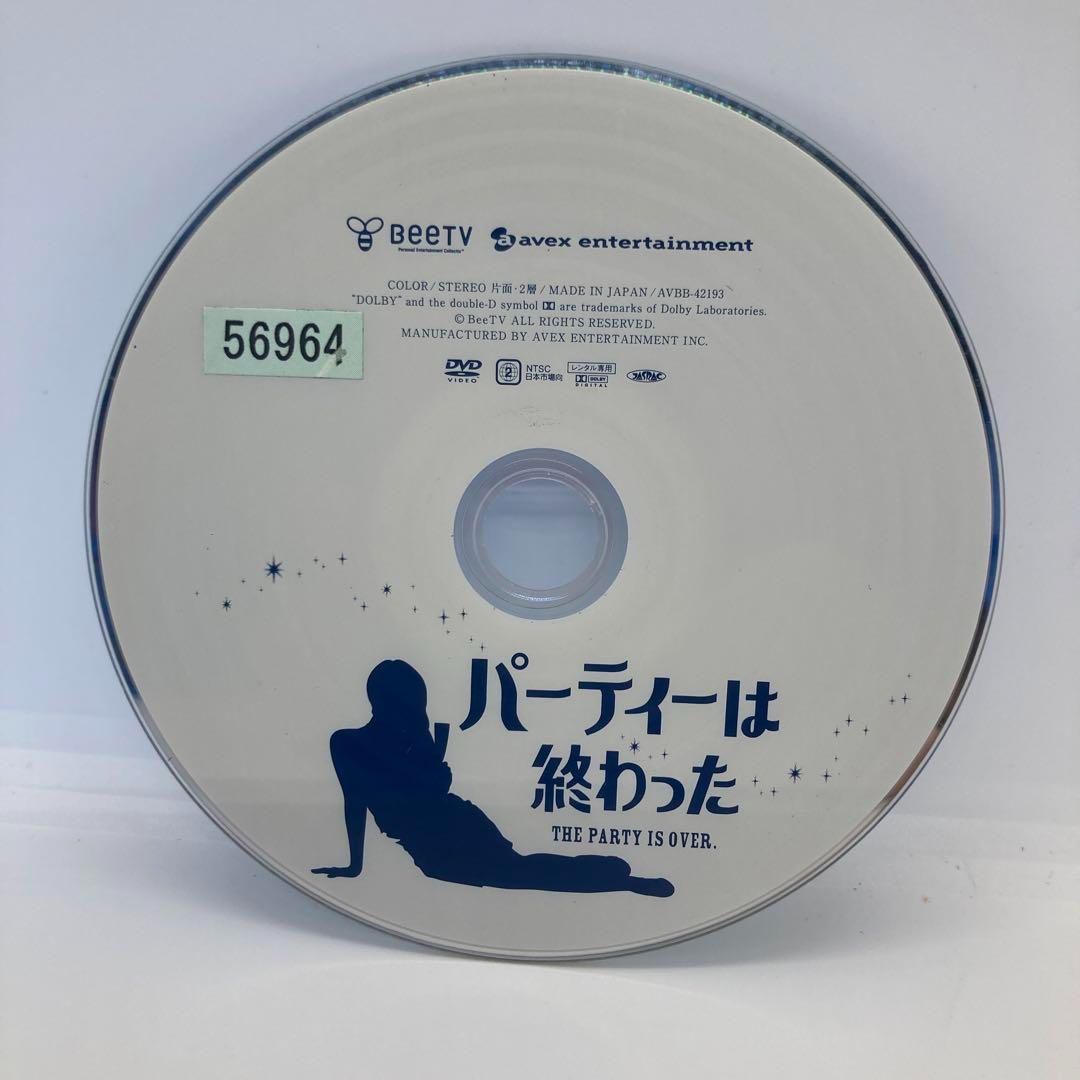 BeeTV
Personal Entertainment Collectiv™
avex entertainment
COLOR/STEREO 片面・2層/MADE IN JAPAN/AVBB-42193
"DOLBY" and the double-D symbol are trademarks of Dolby Laboratories.
© BeeTV ALL RIGHTS RESERVED.
MANUFACTURED BY AVEX ENTERTAINMENT INC.
56964
DVD
VIDEO
2
NTSC
日本市場向
レンタル専用
DOLBY
DIGITAL
JASRAC
パーティーは
終わった
THE PARTY IS OVER.